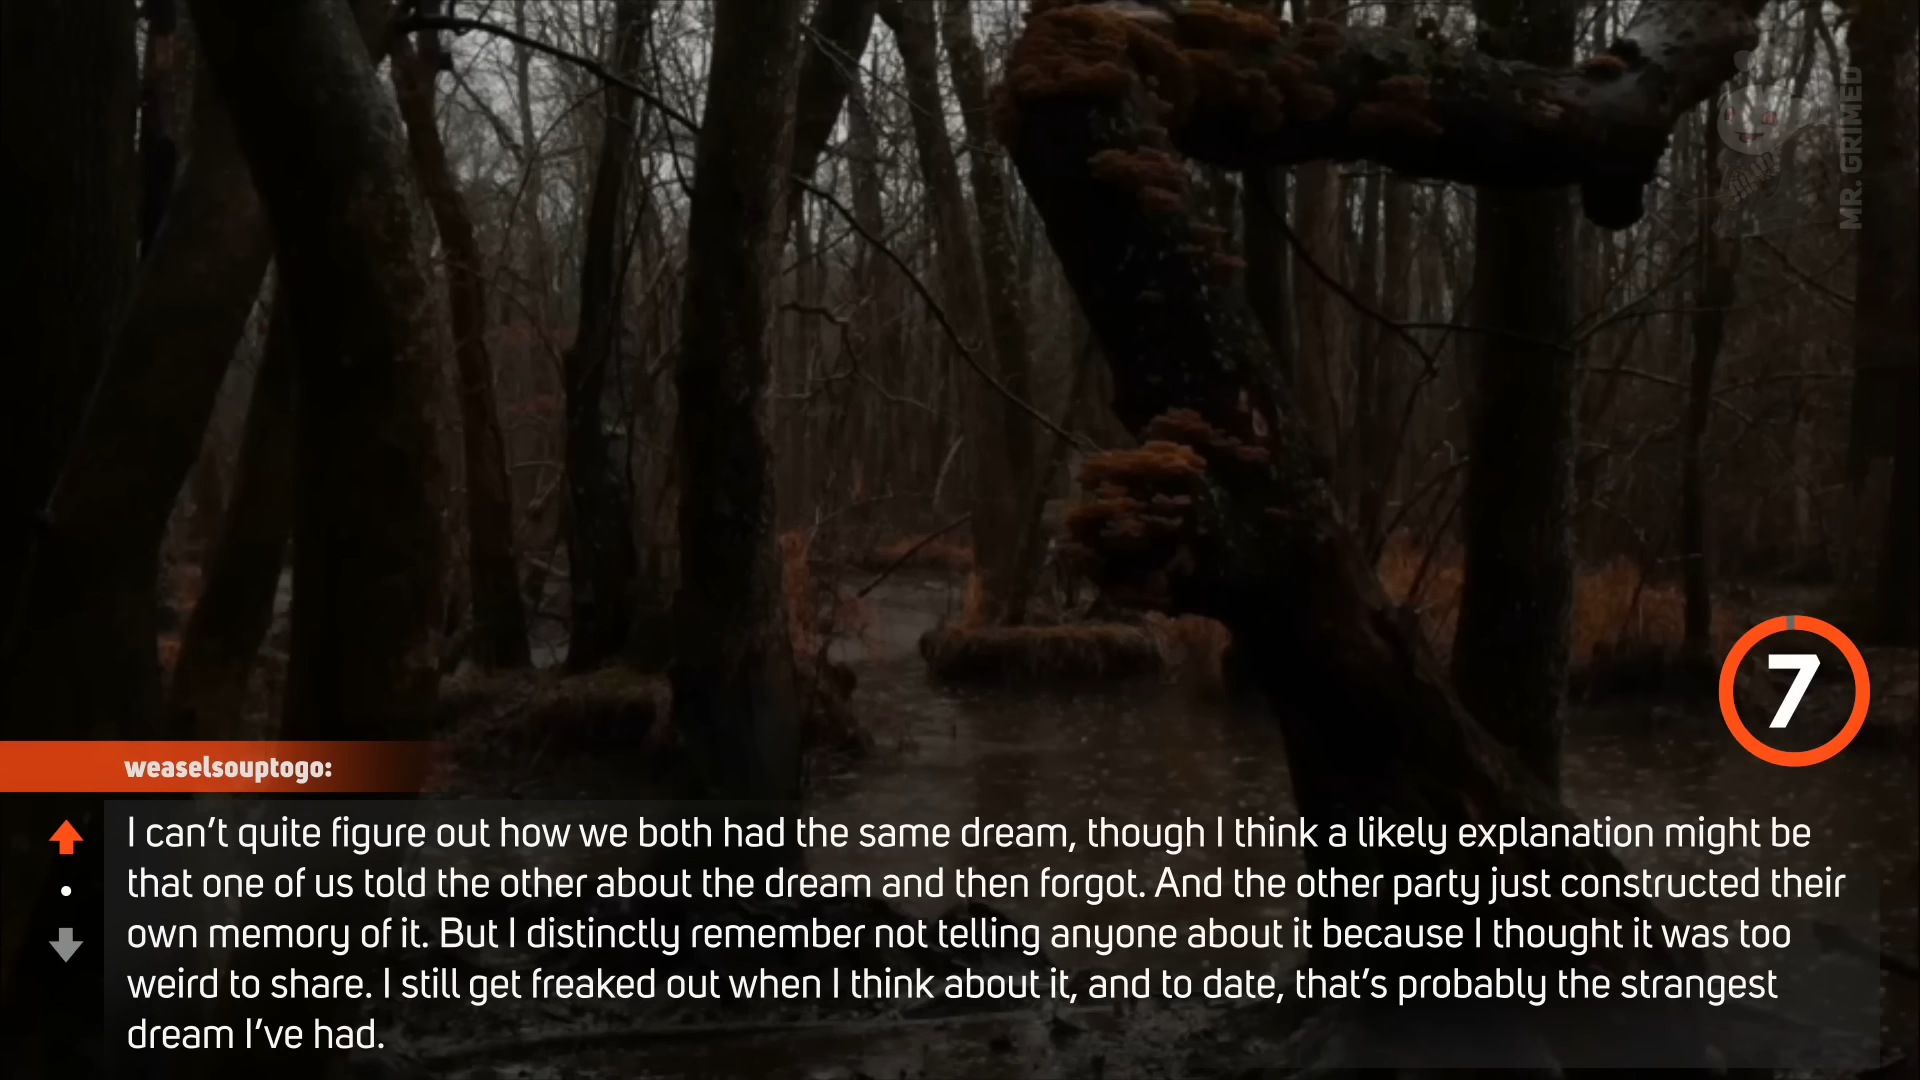 MR. GRIMED
7
weaselsouptogo:
I can't quite figure out how we both had the same dream, though I think a likely explanation might be
that one of us told the other about the dream and then forgot. And the other party just constructed their
own memory of it. But I distinctly remember not telling anyone about it because I thought it was too
weird to share. I still get freaked out when I think about it, and to date, that's probably the strangest
dream I've had.